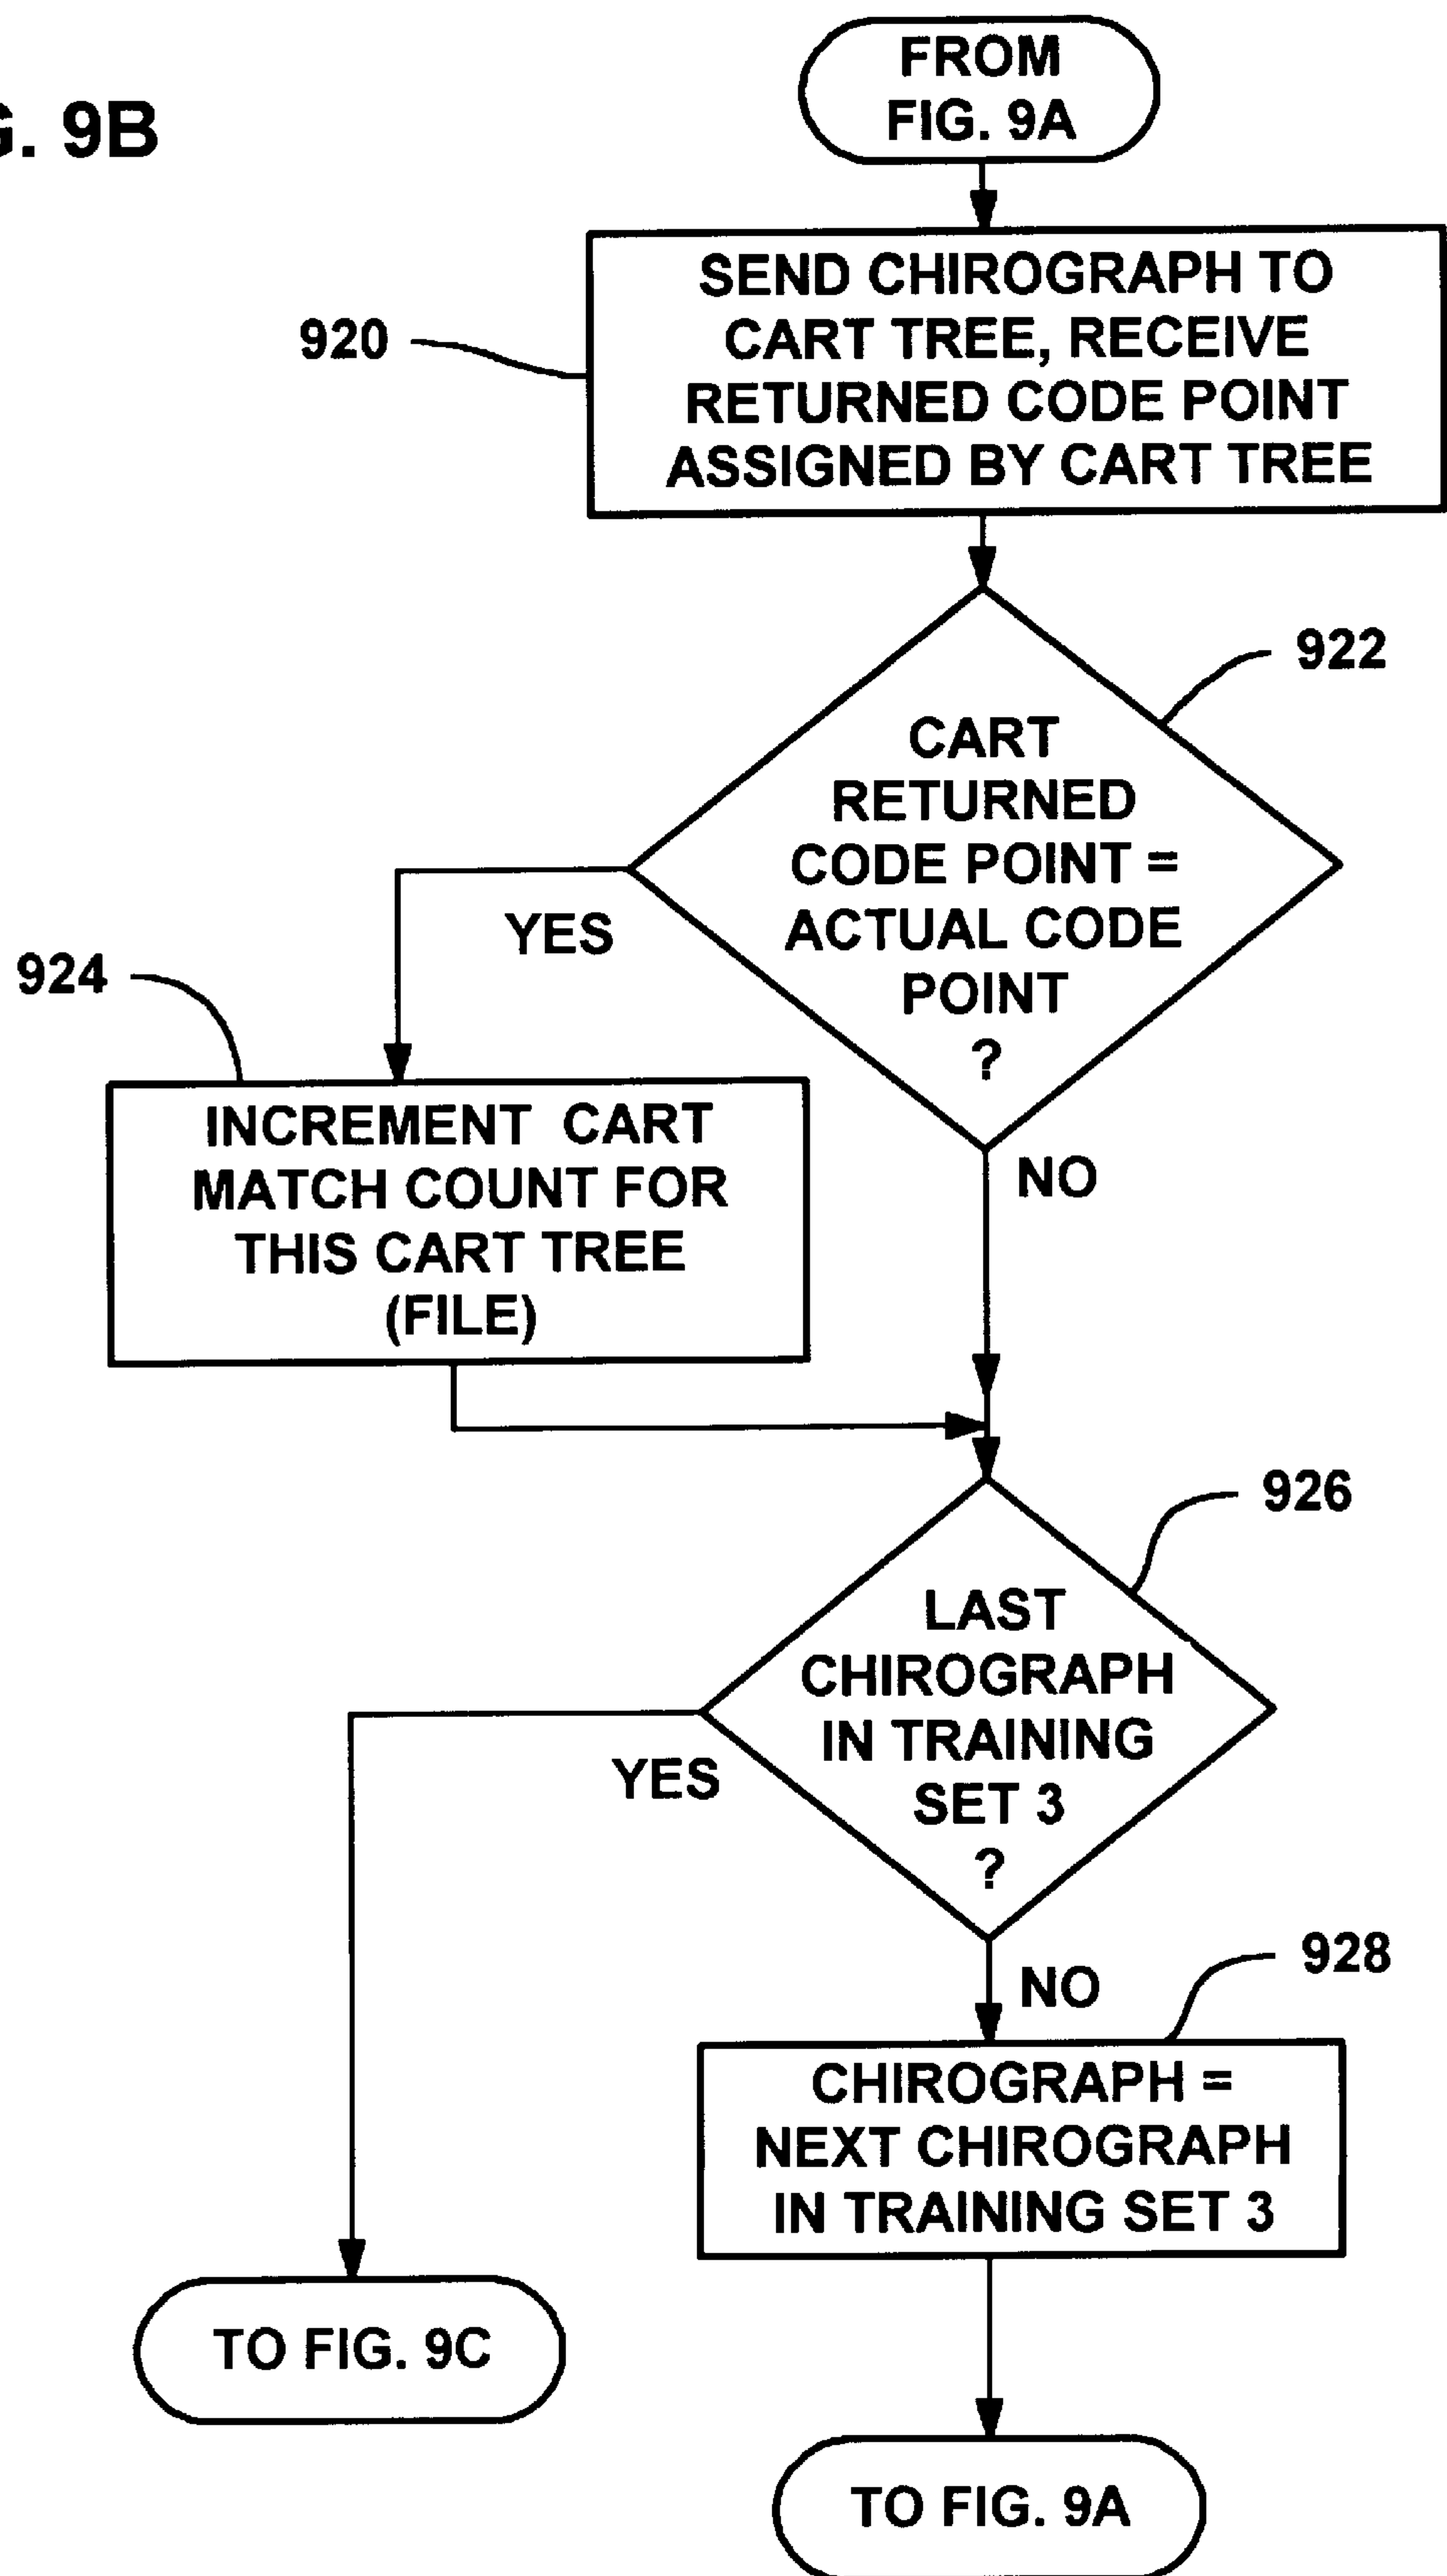 FROM
FIG. 9A
G. 9B
SEND CHIROGRAPH TO
CART TREE, RECEIVE
RETURNED CODE POINT
ASSIGNED BY CART TREE
920
922
CART
RETURNED
CODE POINT =
ACTUAL CODE
POINT
?
YES
924
INCREMENT CART
MATCH COUNT FOR
THIS CART TREE
(FILE)
NO
926
LAST
CHIROGRAPH
IN TRAINING
SET 3
?
YES
NO
928
CHIROGRAPH =
NEXT CHIROGRAPH
IN TRAINING SET 3
TO FIG. 9C
TO FIG. 9A